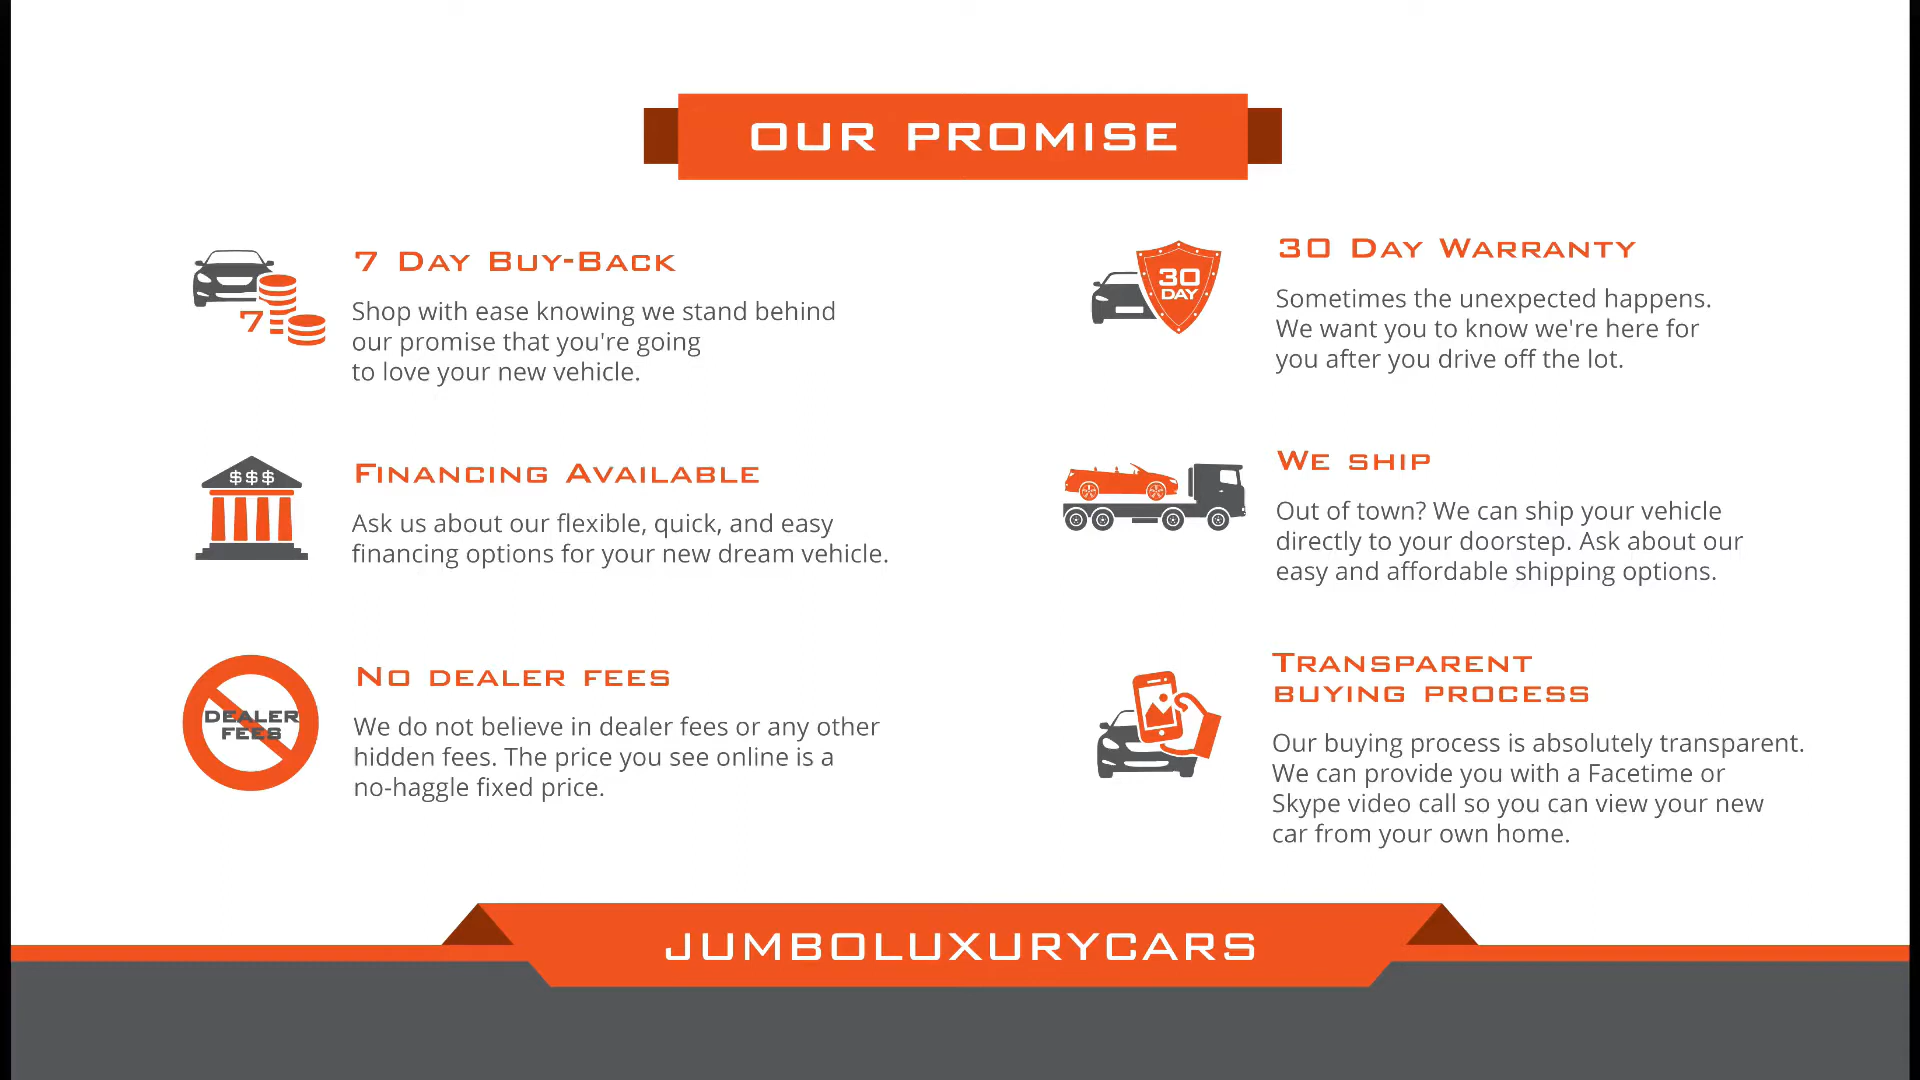 OUR PROMISE
7 DAY BUY-BACK
Shop with ease knowing we stand behind
our promise that you're going
to love your new vehicle.
7
$$$
FINANCING AVAILABLE
Ask us about our flexible, quick, and easy
financing options for your new dream vehicle.
DEALER
FEES
NO DEALER FEES
We do not believe in dealer fees or any other
hidden fees. The price you see online is a
no-haggle fixed price.
30
DAY
30 DAY WARRANTY
Sometimes the unexpected happens.
We want you to know we're here for
you after you drive off the lot.
WE SHIP
Out of town? We can ship your vehicle
directly to your doorstep. Ask about our
easy and affordable shipping options.
TRANSPARENT
BUYING PROCESS
Our buying process is absolutely transparent.
We can provide you with a Facetime or
Skype video call so you can view your new
car from your own home.
JUMBOLUXURYCARS